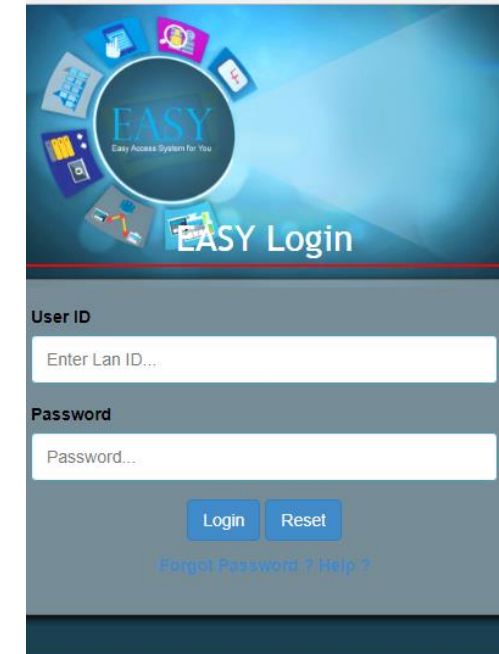 EASY
Easy Access System for You
EASY Login
User ID
Enter Lan ID...
Password
Password...
Login Reset
Forgot Password ? Help ?